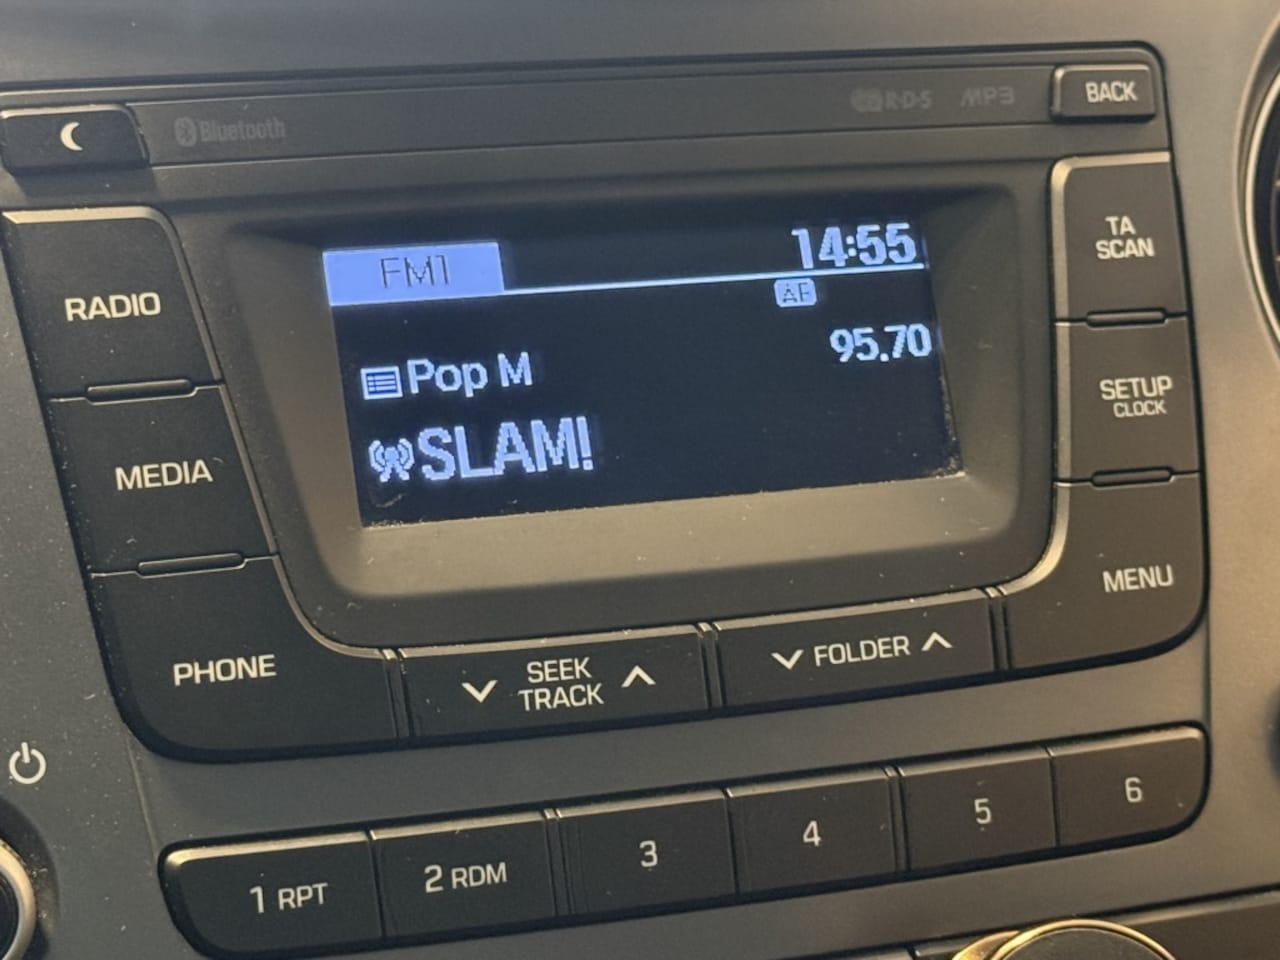 Bluetooth
R·D·S MP3
BACK
FM1
14:55
AF
95.70
Pop M
SLAM!
RADIO
MEDIA
PHONE
TA
SCAN
SETUP
CLOCK
MENU
SEEK
TRACK
FOLDER
1 RPT
2 RDM
3
4
5
6